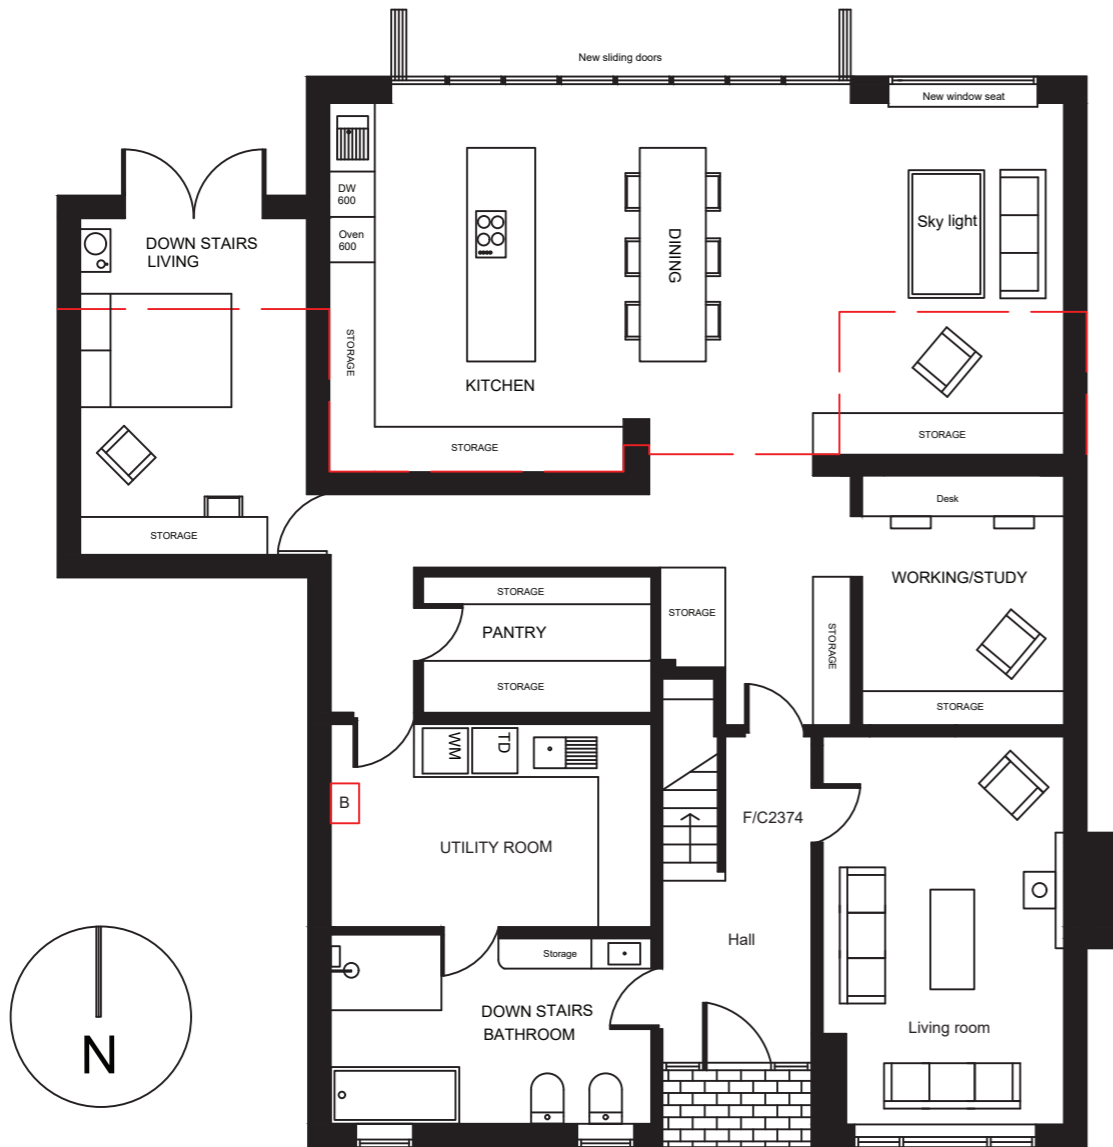 New sliding doors
New window seat
DW
600
Oven
600
DOWN STAIRS
LIVING
Sky light
DINING
STORAGE
KITCHEN
STORAGE
STORAGE
Desk
STORAGE
WORKING/STUDY
STORAGE
PANTRY
STORAGE
STORAGE
STORAGE
STORAGE
WM
TD
B
F/C2374
UTILITY ROOM
Hall
Storage
DOWN STAIRS
BATHROOM
Living room
N